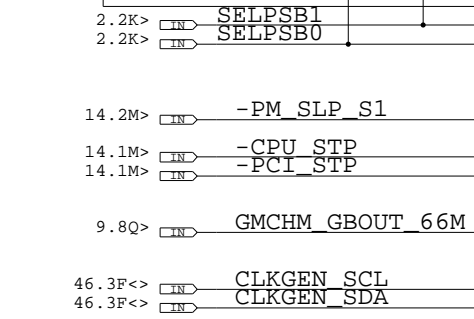 2.2K> IN SELPSB1
2.2K> IN SELPSB0
14.2M> IN -PM_SLP_S1
14.1M> IN -CPU_STP
14.1M> IN -PCI_STP
9.8Q> IN GMCHM_GBOUT_66M
46.3F<> IN CLKGEN_SCL
46.3F<> IN CLKGEN_SDA